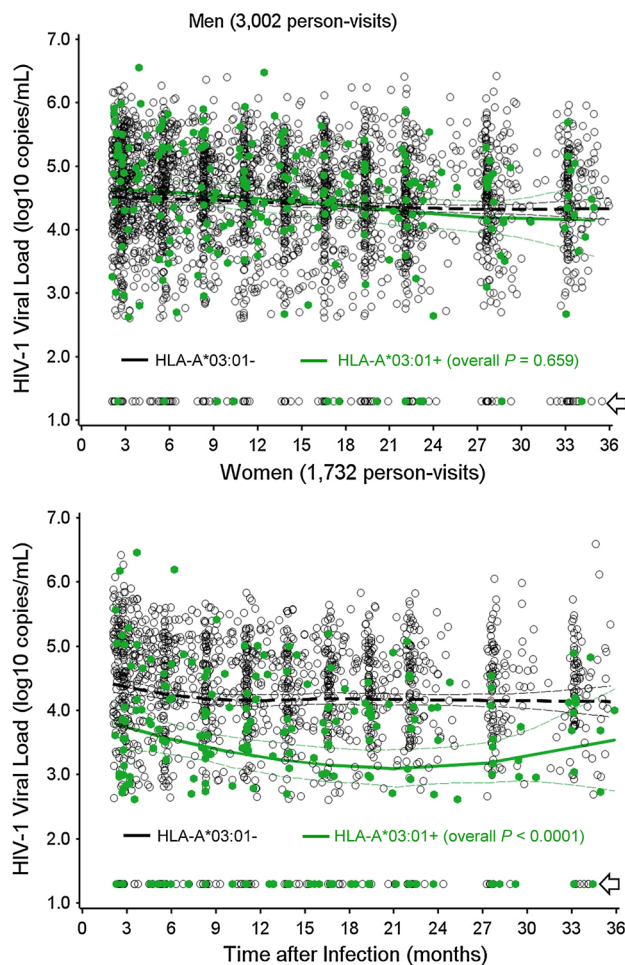 Men (3,002 person-visits)
HIV-1 Viral Load (log10 copies/mL)
7.0
6.0
5.0
4.0
3.0
2.0
1.0
HLA-A*03:01-
HLA-A*03:01+ (overall P = 0.659)
0 3 6 9 12 15 18 21 24 27 30 33 36
Women (1,732 person-visits)
HIV-1 Viral Load (log10 copies/mL)
7.0
6.0
5.0
4.0
3.0
2.0
1.0
HLA-A*03:01-
HLA-A*03:01+ (overall P < 0.0001)
0 3 6 9 12 15 18 21 24 27 30 33 36
Time after Infection (months)